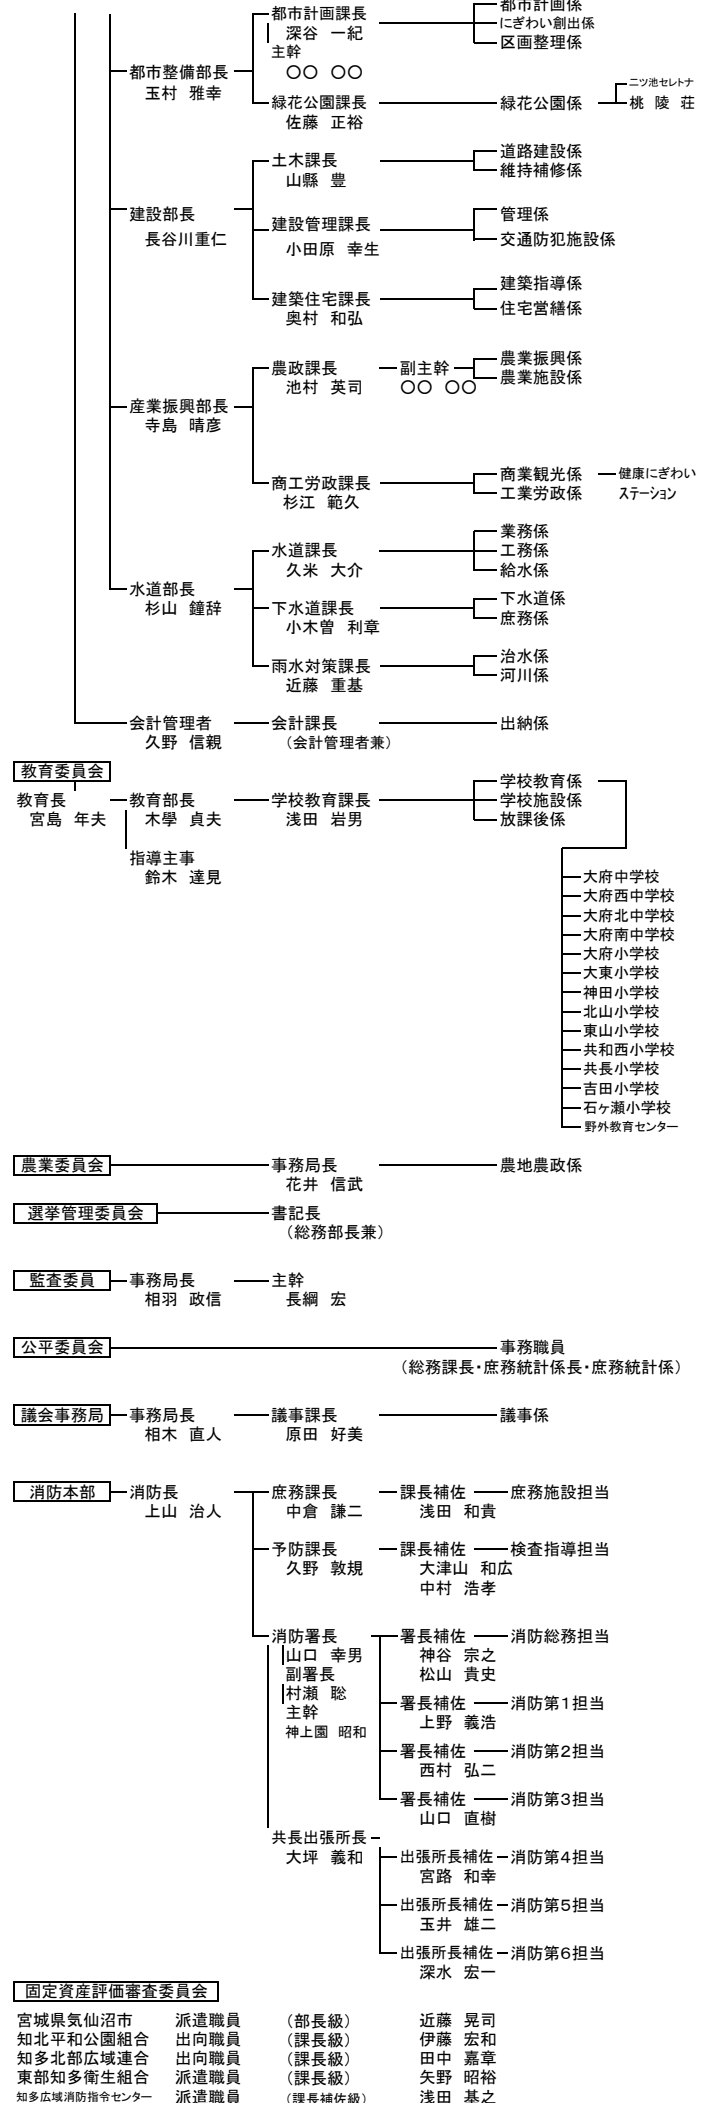 都市計画課長 都市計画係
深谷 一紀 にぎわい創出係
主幹 区画整理係
○○ ○○
都市整備部長
玉村 雅幸
緑花公園課長 緑花公園係 二ツ池セレトナ
佐藤 正裕 桃陵荘
土木課長 道路建設係
山縣 豊 維持補修係
建設部長 建設管理課長 管理係
長谷川重仁 小田原 幸生 交通防犯施設係
建築住宅課長 建築指導係
奥村 和弘 住宅営繕係
農政課長 副主幹 農業振興係
池村 英司 ○○ ○○ 農業施設係
産業振興部長
寺島 晴彦
商工労政課長 商業観光係 健康にぎわい
杉江 範久 工業労政係 ステーション
業務係
水道課長 工務係
久米 大介 給水係
水道部長
杉山 鐘辞
下水道課長 下水道係
小木曽 利章 庶務係
雨水対策課長 治水係
近藤 重基 河川係
会計管理者 会計課長 出納係
久野 信親 (会計管理者兼)
教育委員会
教育長 教育部長 学校教育課長 学校教育係
宮島 年夫 木學 貞夫 浅田 岩男 学校施設係
放課後係
指導主事
鈴木 達見
大府中学校
大府西中学校
大府北中学校
大府南中学校
大府小学校
大東小学校
神田小学校
北山小学校
東山小学校
共和西小学校
共長小学校
吉田小学校
石ヶ瀬小学校
野外教育センター
農業委員会 事務局長 農地農政係
花井 信武
選挙管理委員会 書記長
(総務部長兼)
監査委員 事務局長 主幹
相羽 政信 長綱 宏
公平委員会 事務職員
(総務課長・庶務統計係長・庶務統計係)
議会事務局 事務局長 議事課長 議事係
相木 直人 原田 好美
消防本部 消防長 庶務課長 課長補佐 庶務施設担当
上山 治人 中倉 謙二 浅田 和貴
予防課長 課長補佐 検査指導担当
久野 敦規 大津山 和広
中村 浩孝
消防署長 署長補佐 消防総務担当
山口 幸男 神谷 宗之
副署長 松山 貴史
村瀬 聡 署長補佐 消防第1担当
主幹 上野 義浩
神上園 昭和
署長補佐 消防第2担当
西村 弘二
署長補佐 消防第3担当
山口 直樹
共長出張所長
大坪 義和 出張所長補佐 消防第4担当
宮路 和幸
出張所長補佐 消防第5担当
玉井 雄二
出張所長補佐 消防第6担当
深水 宏一
固定資産評価審査委員会
宮城県気仙沼市 派遣職員 (部長級) 近藤 晃司
知北平和公園組合 出向職員 (課長級) 伊藤 宏和
知多北部広域連合 出向職員 (課長級) 田中 嘉章
東部知多衛生組合 派遣職員 (課長級) 矢野 昭裕
知多広域消防指令センター 派遣職員 (課長補佐級) 浅田 基之